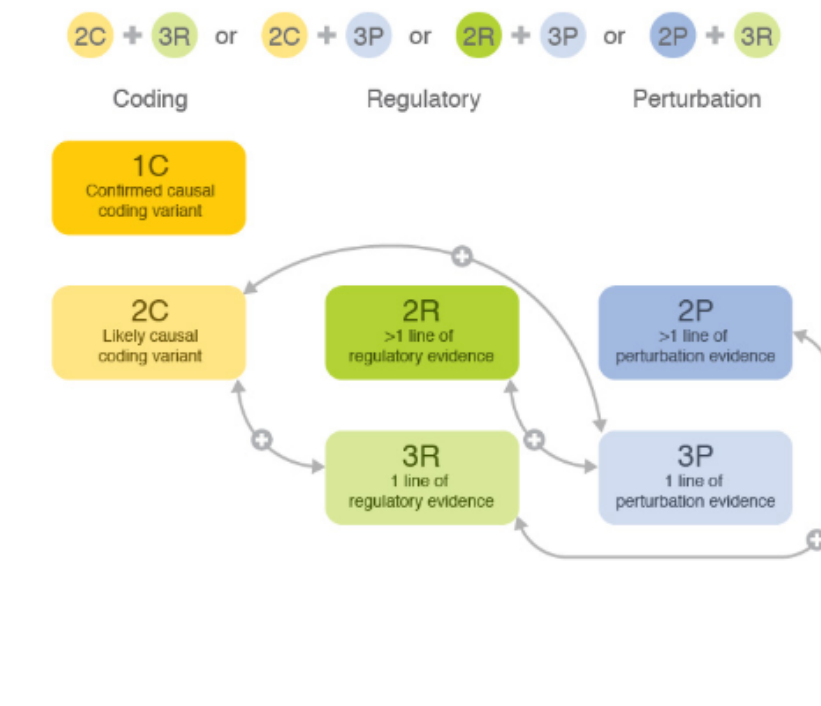 2C + 3R or 2C + 3P or 2R + 3P or 2P + 3R
Coding Regulatory Perturbation
1C
Confirmed causal
coding variant
2C
Likely causal
coding variant
2R
>1 line of
regulatory evidence
2P
>1 line of
perturbation evidence
3R
1 line of
regulatory evidence
3P
1 line of
perturbation evidence